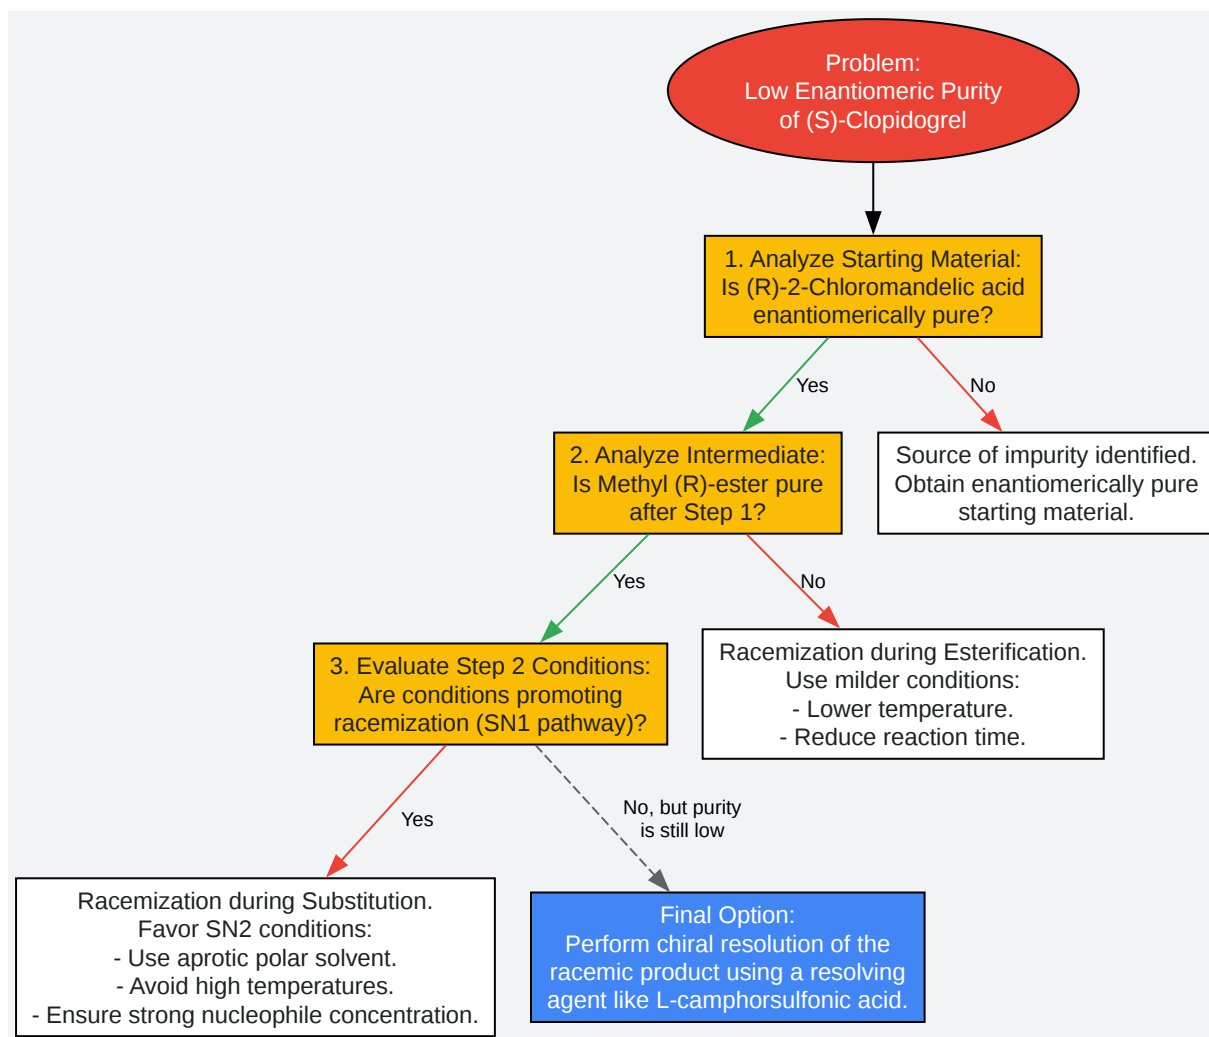 Problem:
Low Enantiomeric Purity
of (S)-Clopidogrel
1. Analyze Starting Material:
Is (R)-2-Chloromandelic acid
enantiomerically pure?
Yes
No
2. Analyze Intermediate:
Is Methyl (R)-ester pure
after Step 1?
Source of impurity identified.
Obtain enantiomerically pure
starting material.
Yes
No
3. Evaluate Step 2 Conditions:
Are conditions promoting
racemization (SN1 pathway)?
Racemization during Esterification.
Use milder conditions:
- Lower temperature.
- Reduce reaction time.
Yes
No, but purity
is still low
Racemization during Substitution.
Favor SN2 conditions:
- Use aprotic polar solvent.
- Avoid high temperatures.
- Ensure strong nucleophile concentration.
Final Option:
Perform chiral resolution of the
racemic product using a resolving
agent like L-camphorsulfonic acid.